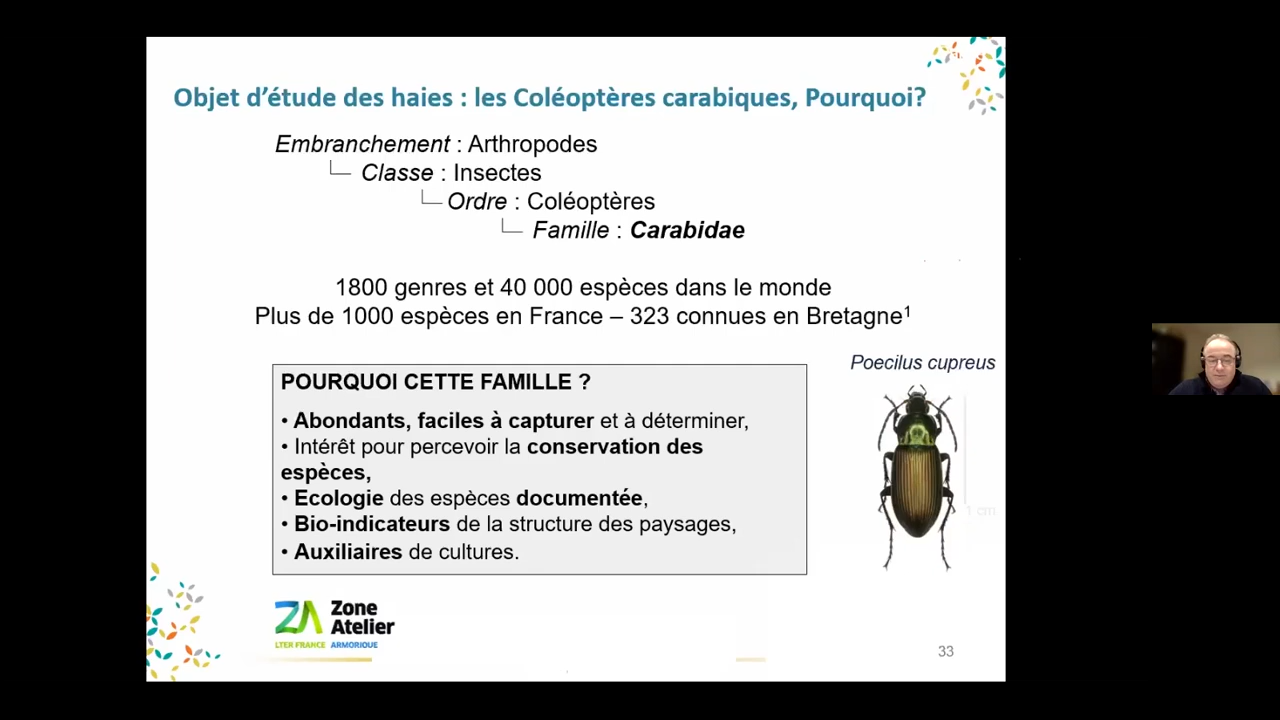 Objet d'étude des haies : les Coléoptères carabiques, Pourquoi?
Embranchement : Arthropodes
Classe : Insectes
Ordre : Coléoptères
Famille : Carabidae
1800 genres et 40 000 espèces dans le monde
Plus de 1000 espèces en France – 323 connues en Bretagne¹
Poecilus cupreus
POURQUOI CETTE FAMILLE ?
• Abondants, faciles à capturer et à déterminer,
• Intérêt pour percevoir la conservation des
espèces,
• Ecologie des espèces documentée,
• Bio-indicateurs de la structure des paysages,
• Auxiliaires de cultures.
1 cm
ZA Zone
Atelier
LTER FRANCE ARMORIQUE
33